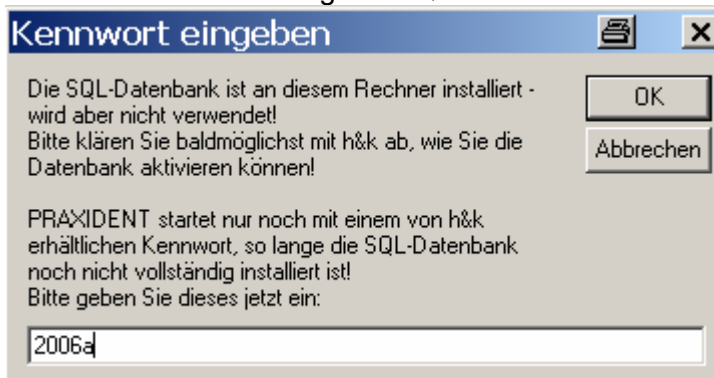 Kennwort eingeben
Die SQL-Datenbank ist an diesem Rechner installiert -
wird aber nicht verwendet!
Bitte klären Sie baldmöglichst mit h&k ab, wie Sie die
Datenbank aktivieren können!
OK
Abbrechen
PRAXIDENT startet nur noch mit einem von h&k
erhältlichen Kennwort, so lange die SQL-Datenbank
noch nicht vollständig installiert ist!
Bitte geben Sie dieses jetzt ein:
2006a